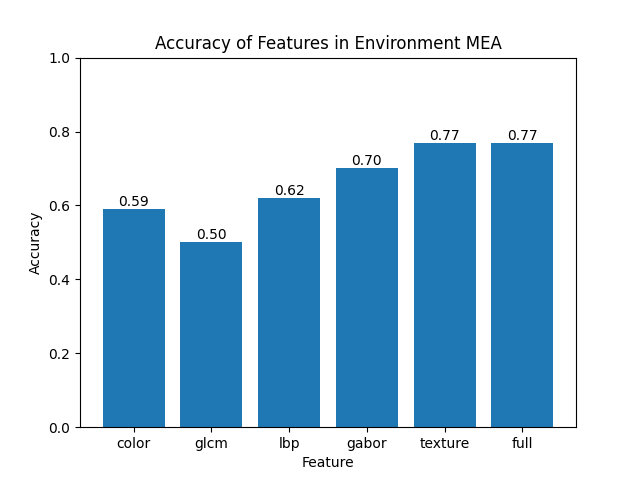 Accuracy of Features in Environment MEA
1.0
0.8
0.6
0.4
0.2
0.0
Accuracy
0.59
0.50
0.62
0.70
0.77
0.77
color
glcm
lbp
gabor
texture
full
Feature